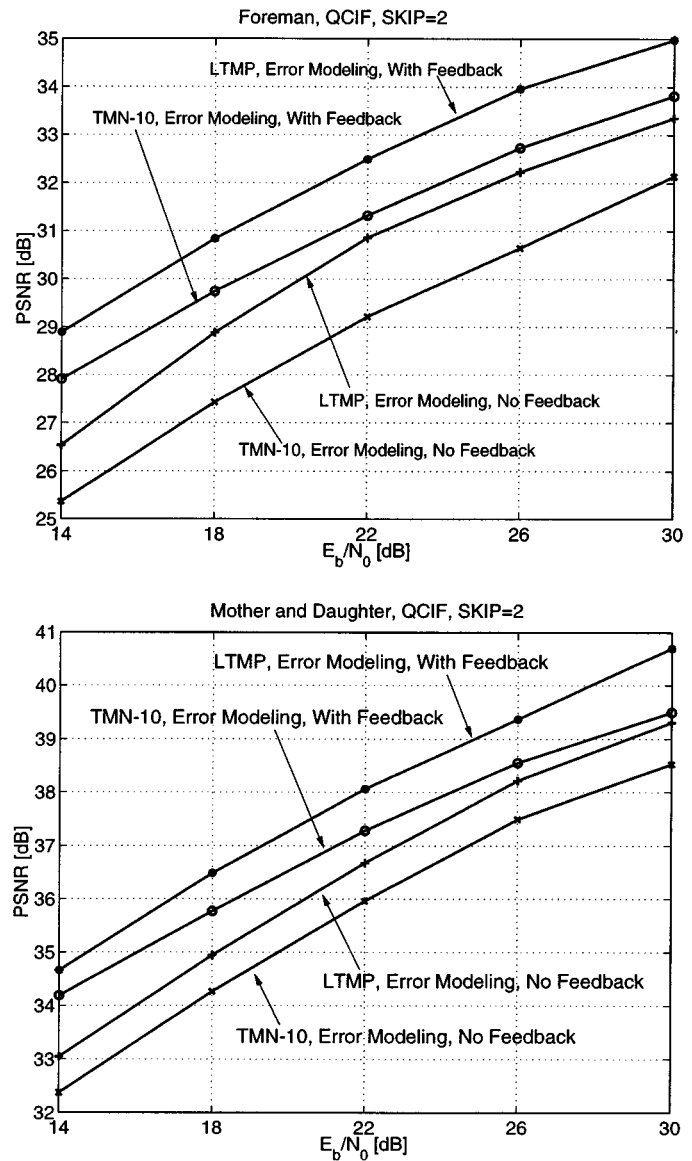 Foreman, QCIF, SKIP=2
35
LTMP, Error Modeling, With Feedback
34
TMN-10, Error Modeling, With Feedback
33
32
31
PSNR [dB]
30
29
28
LTMP, Error Modeling, No Feedback
27
TMN-10, Error Modeling, No Feedback
26
25
14 18 22 26 30
E_b/N_0 [dB]
Mother and Daughter, QCIF, SKIP=2
41
LTMP, Error Modeling, With Feedback
40
TMN-10, Error Modeling, With Feedback
39
38
37
PSNR [dB]
36
35
34
LTMP, Error Modeling, No Feedback
TMN-10, Error Modeling, No Feedback
33
32
14 18 22 26 30
E_b/N_0 [dB]